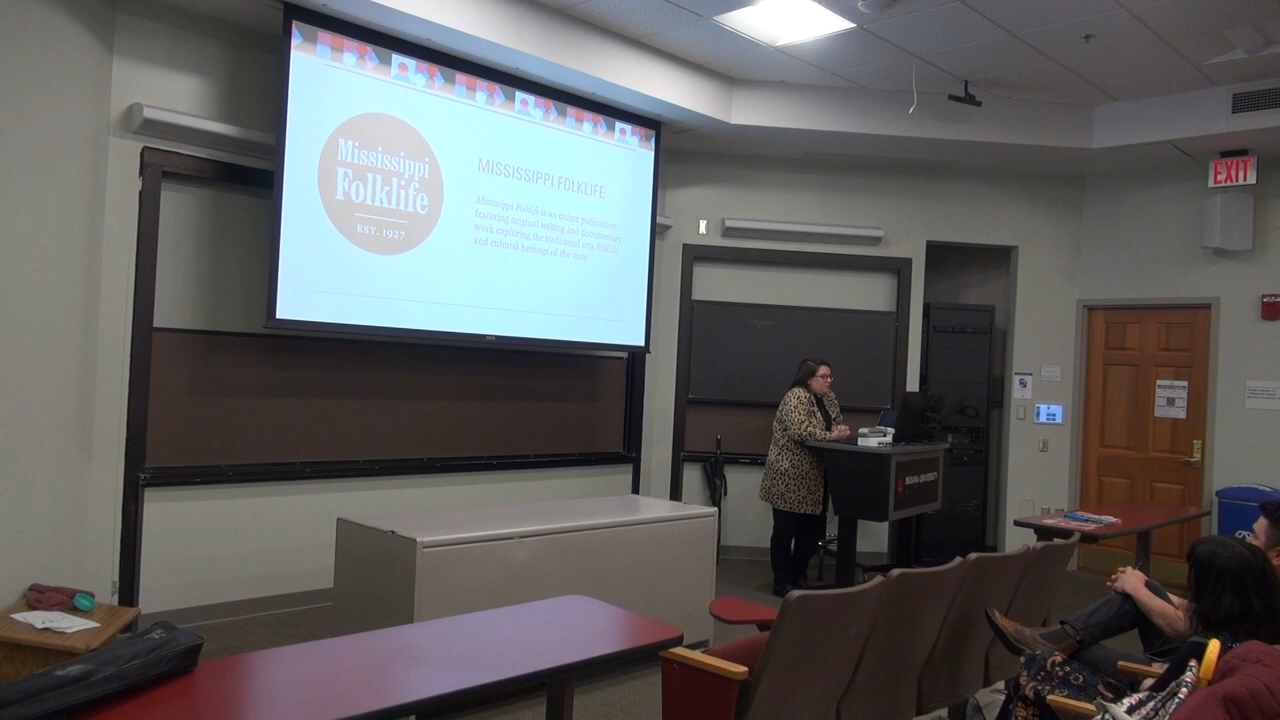 Mississippi
Folklife
EST. 1927
MISSISSIPPI FOLKLIFE
Mississippi Folklife is an online publication
featuring original writing and documentary
work exploring the traditional arts, folklife,
and cultural heritage of the state.
EXIT
INDIANA UNIVERSITY